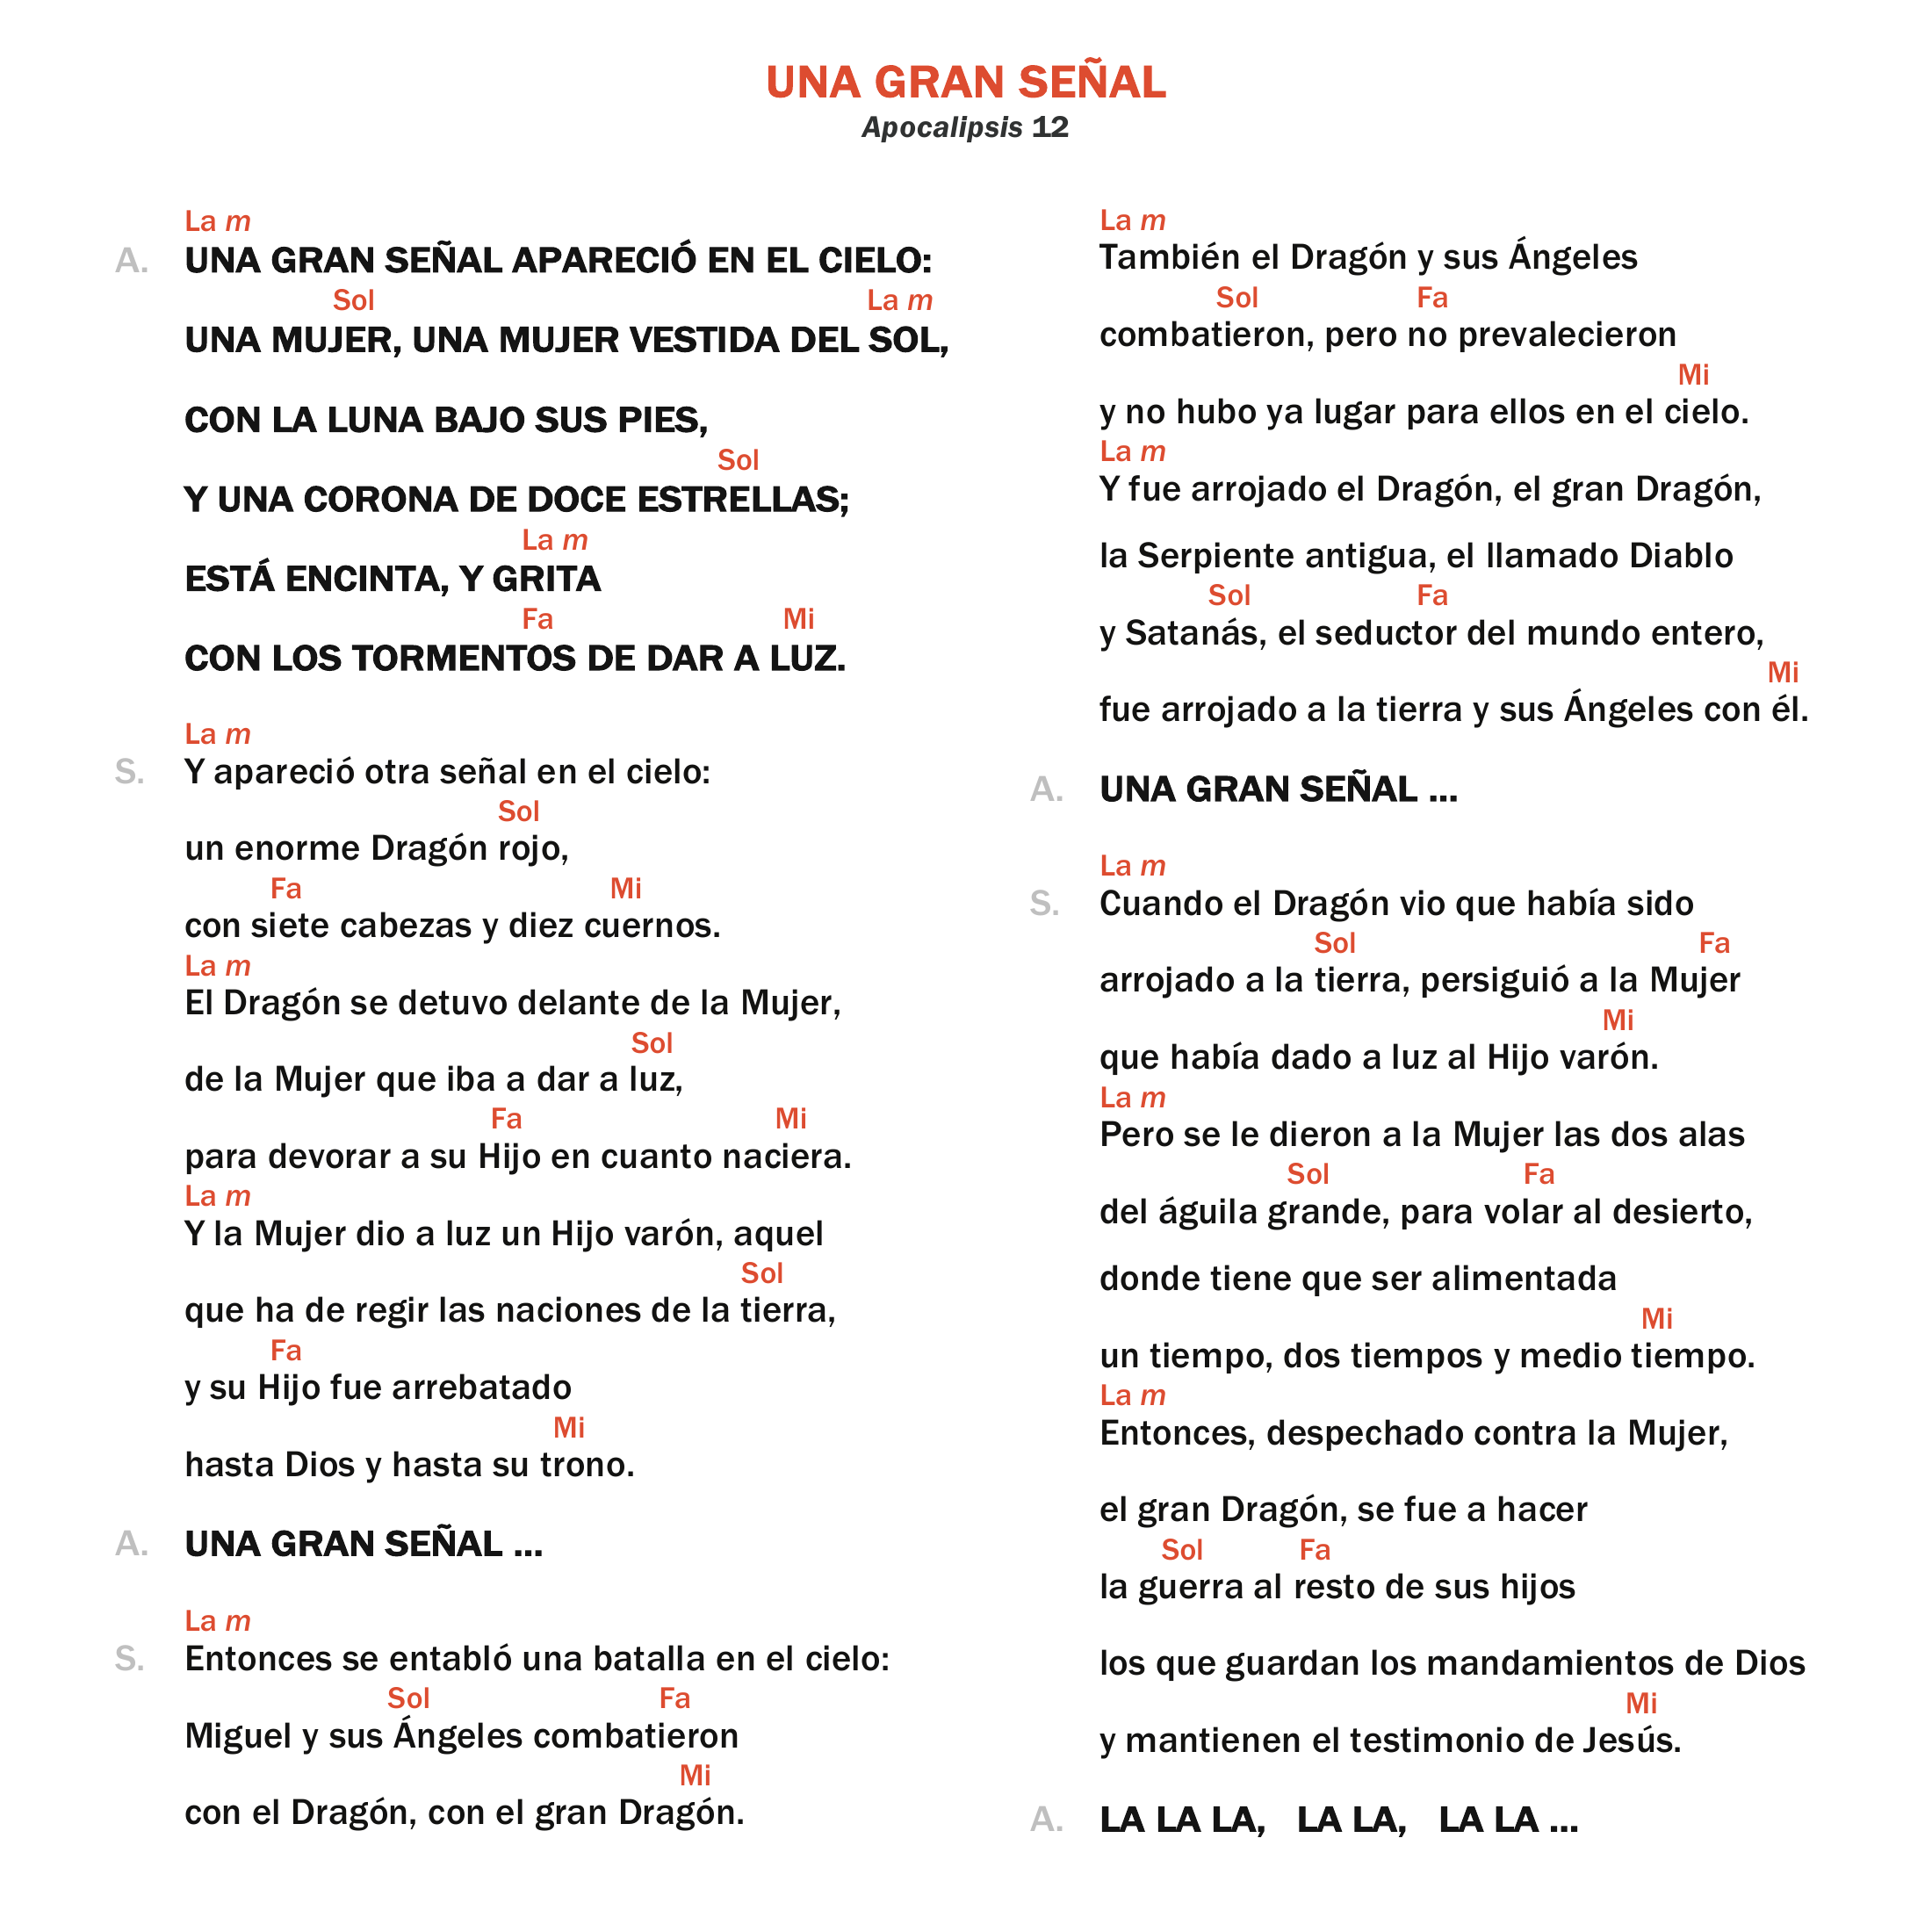 UNA GRAN SEÑAL
Apocalipsis 12
La m
A. UNA GRAN SEÑAL APARECIÓ EN EL CIELO:
Sol La m
UNA MUJER, UNA MUJER VESTIDA DEL SOL,
CON LA LUNA BAJO SUS PIES,
Sol
Y UNA CORONA DE DOCE ESTRELLAS;
La m
ESTÁ ENCINTA, Y GRITA
Fa Mi
CON LOS TORMENTOS DE DAR A LUZ.
La m
S. Y apareció otra señal en el cielo:
Sol
un enorme Dragón rojo,
Fa Mi
con siete cabezas y diez cuernos.
La m
El Dragón se detuvo delante de la Mujer,
Sol
de la Mujer que iba a dar a luz,
Fa Mi
para devorar a su Hijo en cuanto naciera.
La m
Y la Mujer dio a luz un Hijo varón, aquel
Sol
que ha de regir las naciones de la tierra,
Fa
y su Hijo fue arrebatado
Mi
hasta Dios y hasta su trono.
A. UNA GRAN SEÑAL ...
La m
S. Entonces se entabló una batalla en el cielo:
Sol Fa
Miguel y sus Ángeles combatieron
Mi
con el Dragón, con el gran Dragón.
La m
También el Dragón y sus Ángeles
Sol Fa
combatieron, pero no prevalecieron
Mi
y no hubo ya lugar para ellos en el cielo.
La m
Y fue arrojado el Dragón, el gran Dragón,
la Serpiente antigua, el llamado Diablo
Sol Fa
y Satanás, el seductor del mundo entero,
Mi
fue arrojado a la tierra y sus Ángeles con él.
A. UNA GRAN SEÑAL ...
La m
S. Cuando el Dragón vio que había sido
Sol Fa
arrojado a la tierra, persiguió a la Mujer
Mi
que había dado a luz al Hijo varón.
La m
Pero se le dieron a la Mujer las dos alas
Sol Fa
del águila grande, para volar al desierto,
donde tiene que ser alimentada
Mi
un tiempo, dos tiempos y medio tiempo.
La m
Entonces, despechado contra la Mujer,
el gran Dragón, se fue a hacer
Sol Fa
la guerra al resto de sus hijos
los que guardan los mandamientos de Dios
Mi
y mantienen el testimonio de Jesús.
A. LA LA LA, LA LA, LA LA ...